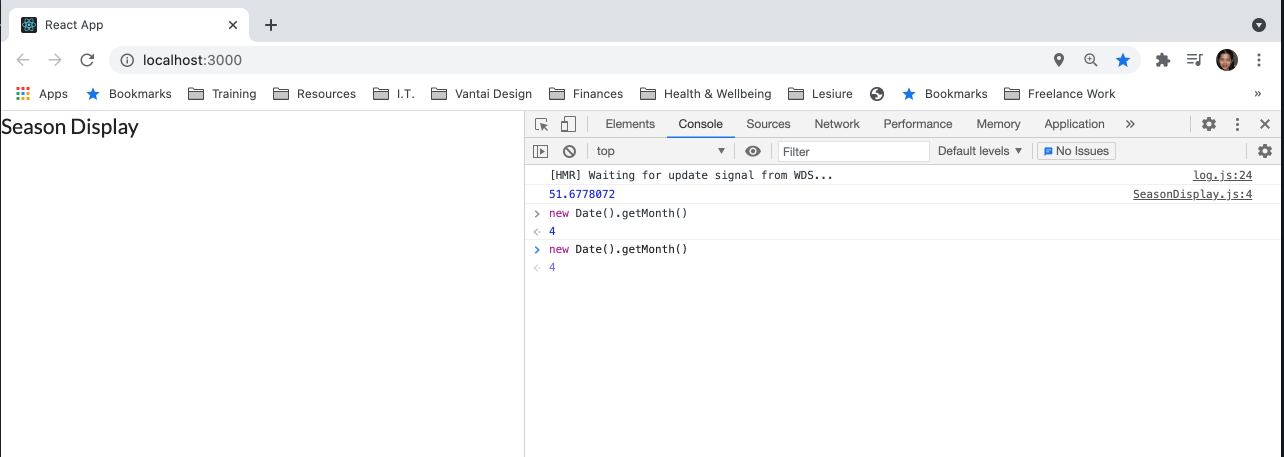 React App
localhost:3000
Apps Bookmarks Training Resources I.T. Vantai Design Finances Health & Wellbeing Lesiure Bookmarks Freelance Work »
Season Display
Elements Console Sources Network Performance Memory Application »
top Filter Default levels No Issues
[HMR] Waiting for update signal from WDS... log.js:24
51.6778072 SeasonDisplay.js:4
new Date().getMonth()
4
new Date().getMonth()
4